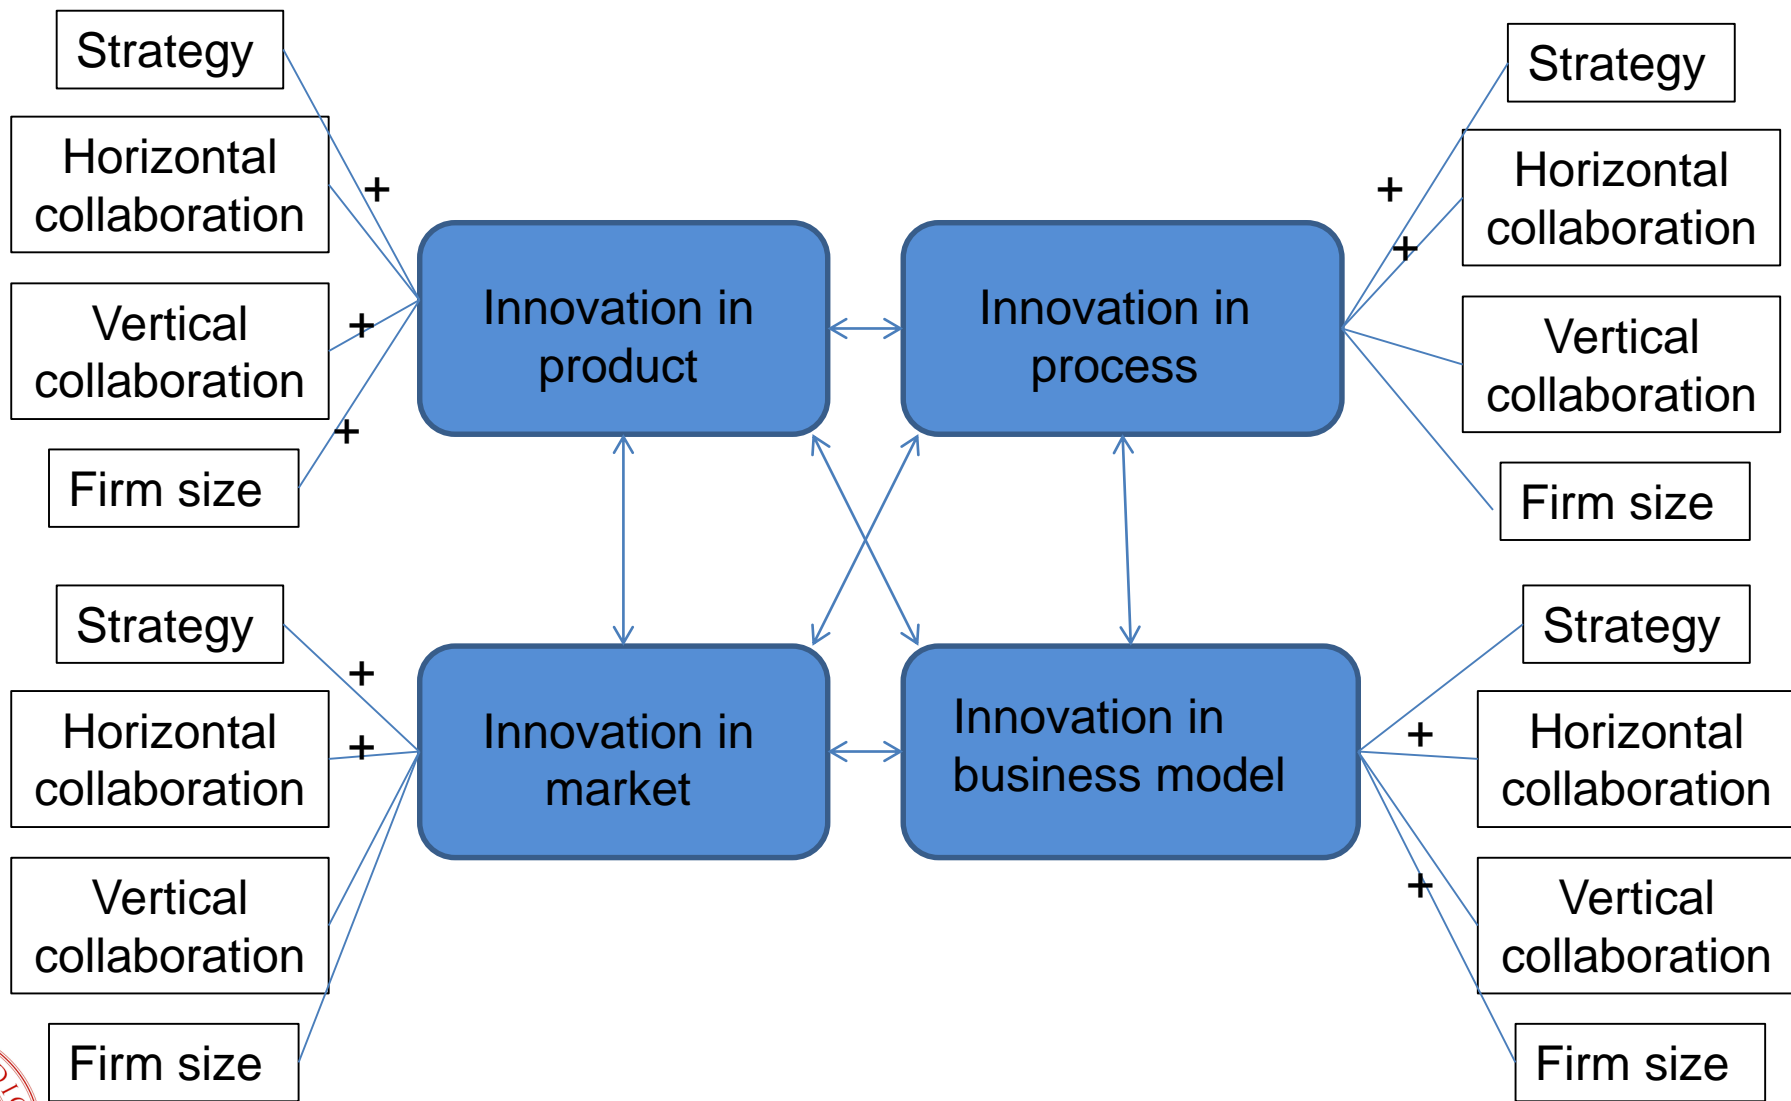 Strategy
Horizontal
collaboration
+
Vertical
collaboration
+
+
Firm size
Innovation in
product
Innovation in
process
Strategy
+
Horizontal
collaboration
+
Vertical
collaboration
Firm size
Strategy
+
Horizontal
collaboration
+
Vertical
collaboration
Firm size
Innovation in
market
Innovation in
business model
Strategy
+
Horizontal
collaboration
+
Vertical
collaboration
Firm size